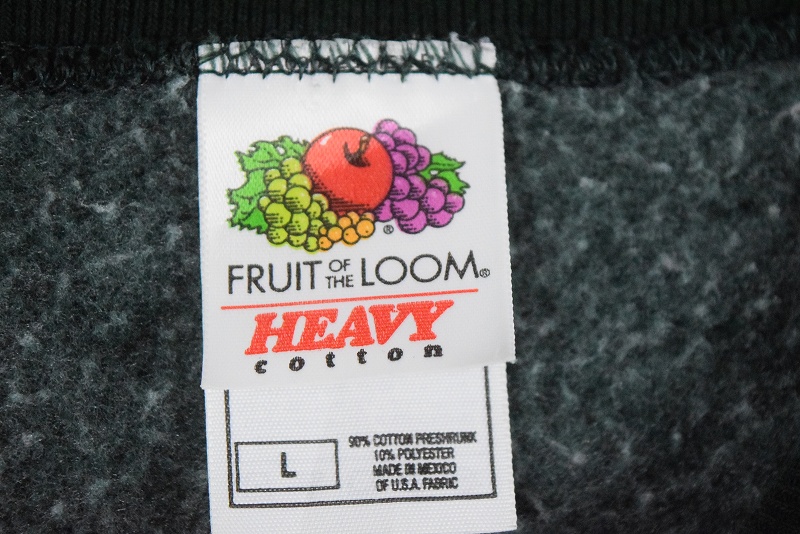 FRUIT OF THE LOOM®
HEAVY
cotton
L
90% COTTON PRESHRUNK
10% POLYESTER
MADE IN MEXICO
OF U.S.A. FABRIC